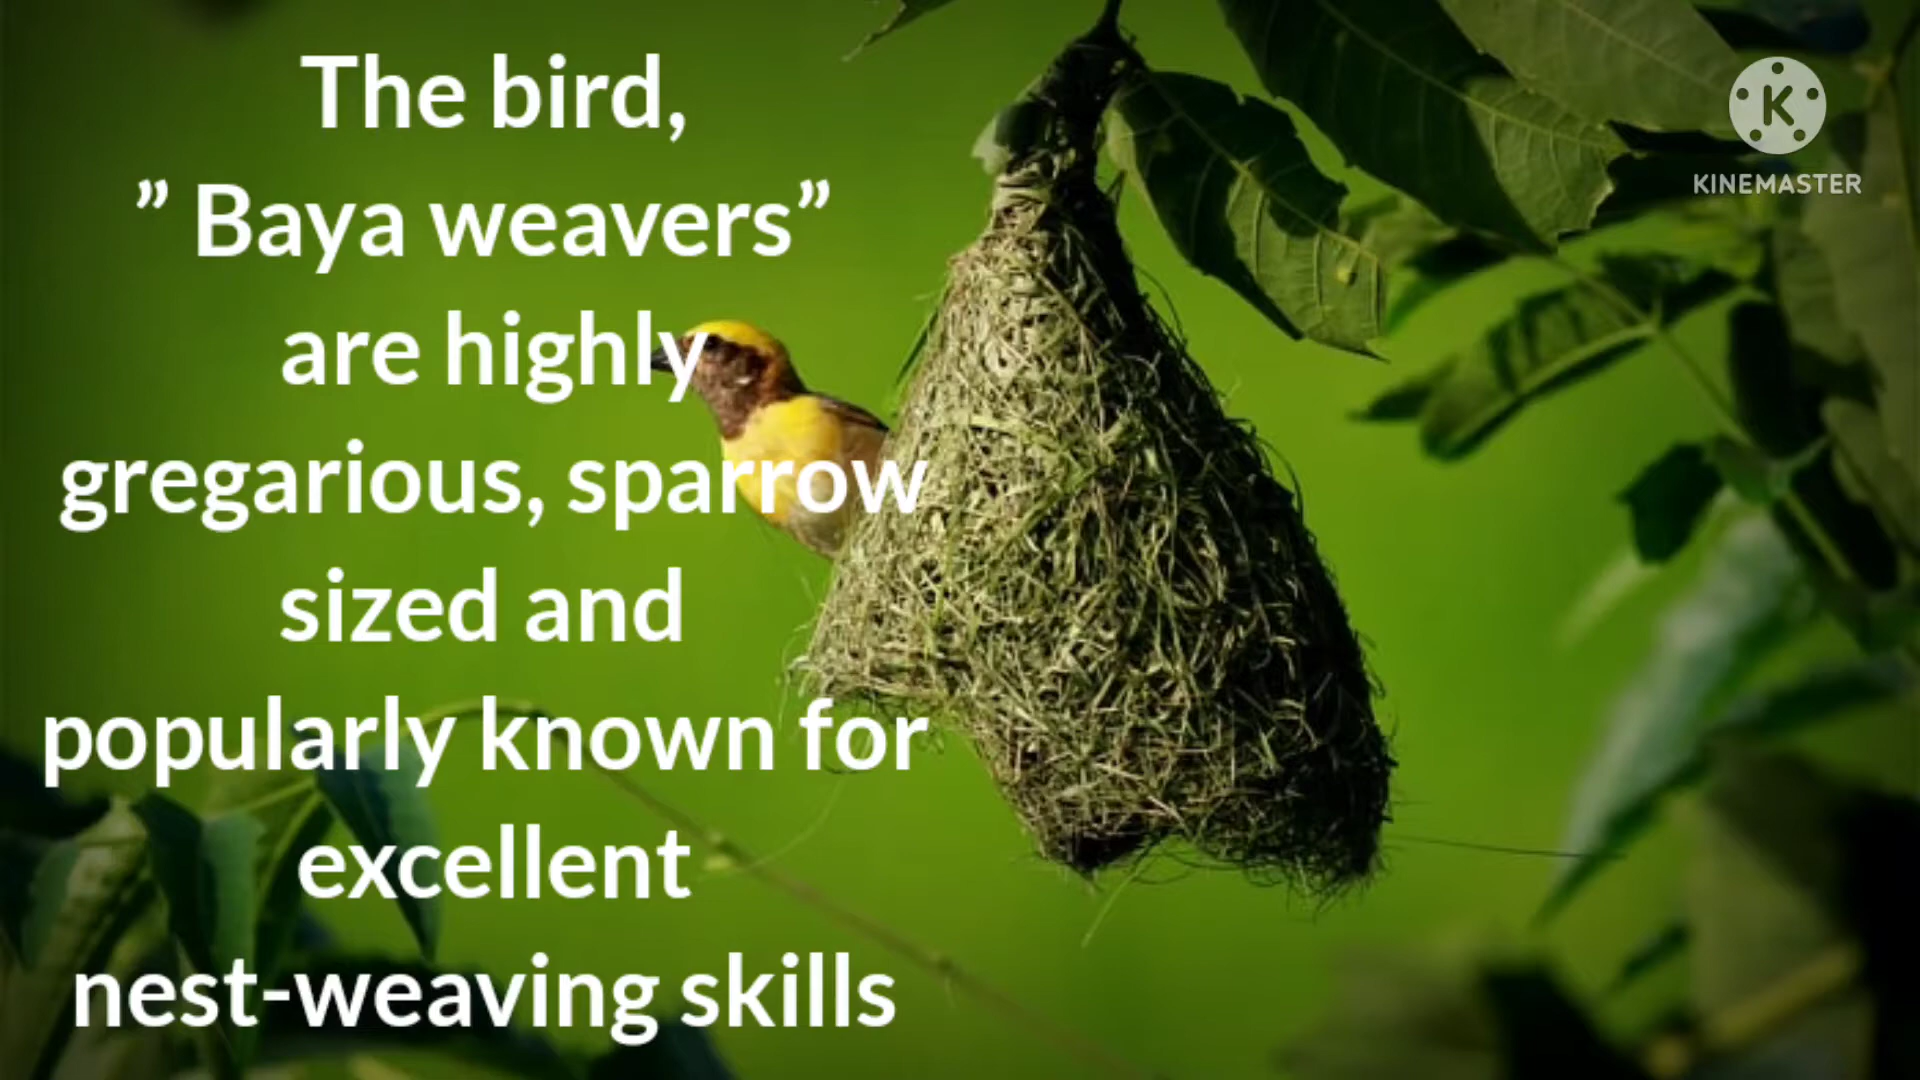 The bird,
” Baya weavers”
are highly
gregarious, sparrow
sized and
popularly known for
excellent
nest-weaving skills
K
KINEMASTER